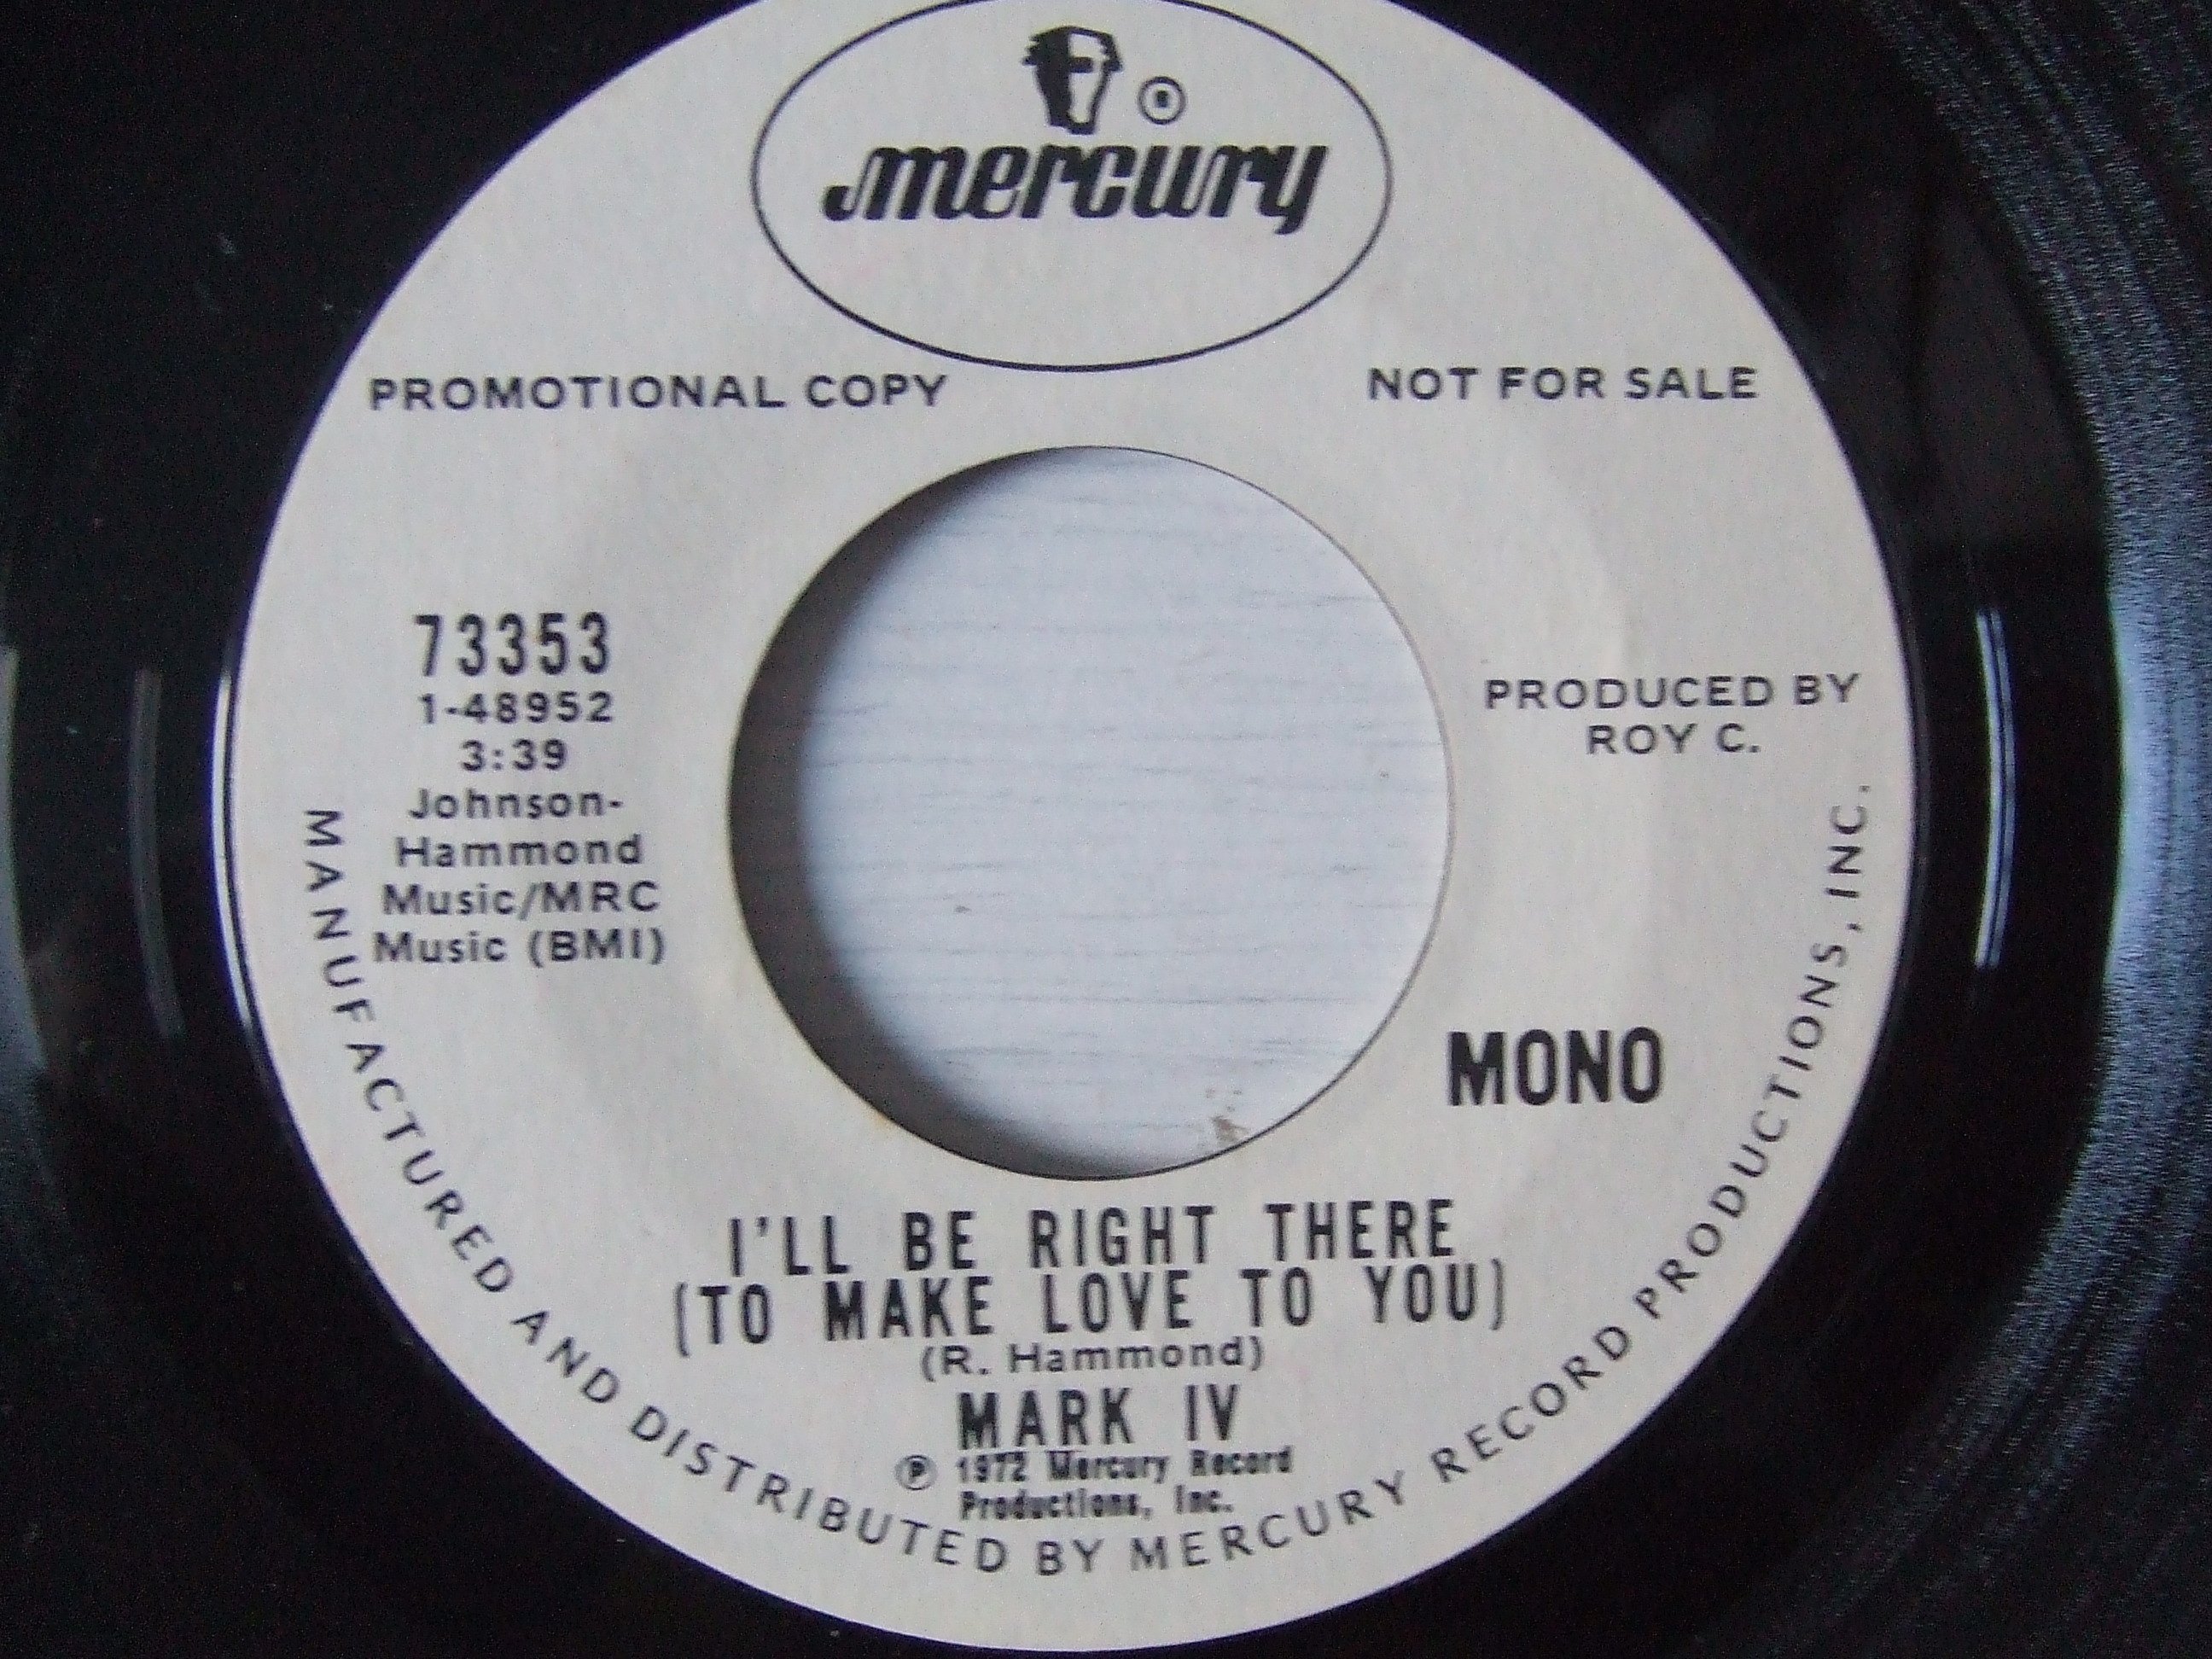 mercury
PROMOTIONAL COPY
NOT FOR SALE
73353
1-48952
3:39
Johnson-
Hammond
Music/MRC
Music (BMI)
PRODUCED BY
ROY C.
MONO
I'LL BE RIGHT THERE
(TO MAKE LOVE TO YOU)
(R. Hammond)
MARK IV
℗ 1972 Mercury Record
Productions, Inc.
MANUFACTURED AND DISTRIBUTED BY MERCURY RECORD PRODUCTIONS, INC.